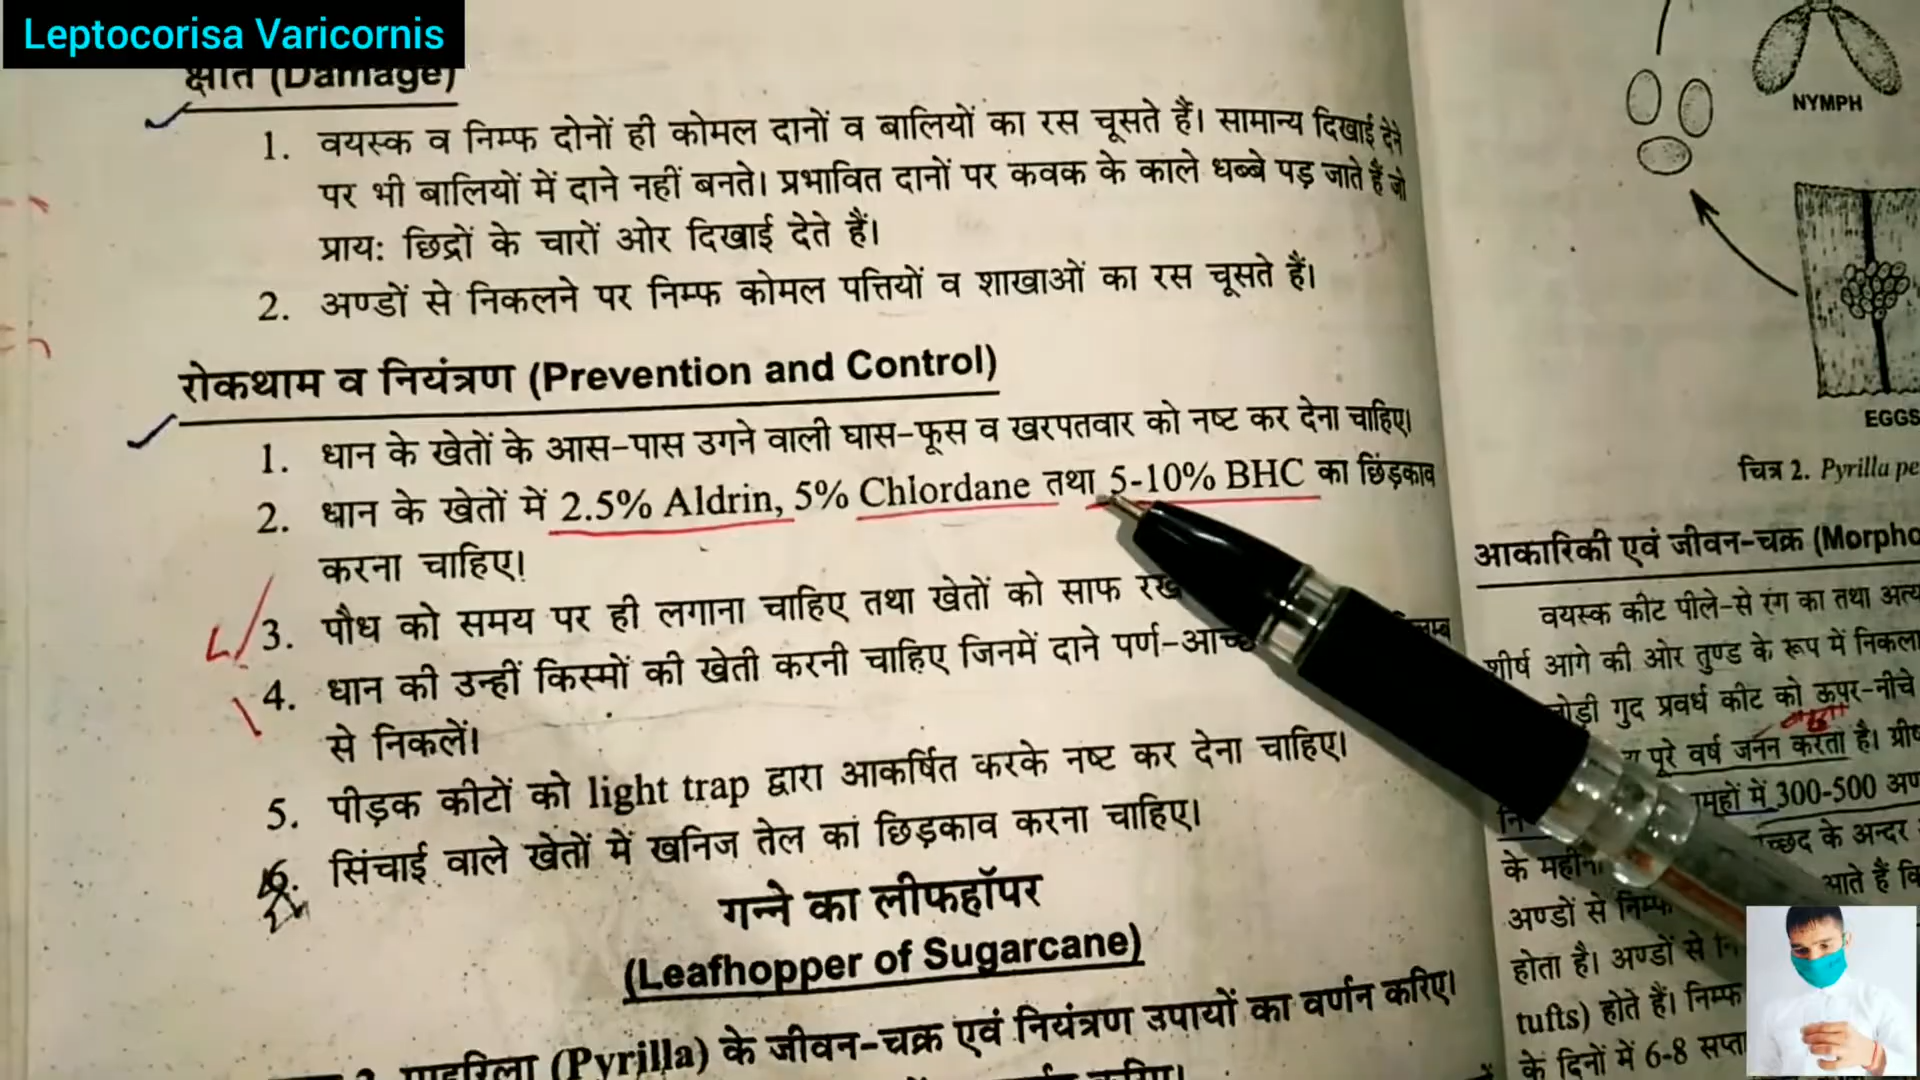 Leptocorisa Varicornis
क्षति (Damage)
1. वयस्क व निम्फ दोनों ही कोमल दानों व बालियों का रस चूसते हैं। सामान्य दिखाई देने
पर भी बालियों में दाने नहीं बनते। प्रभावित दानों पर कवक के काले धब्बे पड़ जाते हैं जो
प्राय: छिद्रों के चारों ओर दिखाई देते हैं।
2. अण्डों से निकलने पर निम्फ कोमल पत्तियों व शाखाओं का रस चूसते हैं।
रोकथाम व नियंत्रण (Prevention and Control)
1. धान के खेतों के आस-पास उगने वाली घास-फूस व खरपतवार को नष्ट कर देना चाहिए।
2. धान के खेतों में 2.5% Aldrin, 5% Chlordane तथा 5-10% BHC का छिंड़काव
करना चाहिए।
3. पौध को समय पर ही लगाना चाहिए तथा खेतों को साफ
4. धान की उन्हीं किस्मों की खेती करनी चाहिए जिनमें दाने
से निकलें।
5. पीड़क कीटों को light trap द्वारा आकर्षित करके नष्ट कर देना चाहिए।
6. सिंचाई वाले खेतों में खनिज तेल का छिड़काव करना चाहिए।
गन्ने का लीफहॉपर
(Leafhopper of Sugarcane)
(Pyrilla) के जीवन-चक्र एवं नियंत्रण उपायों का वर्णन करिए।
NYMPH
EGGS
चित्र 2. Pyrilla pe
आकारिकी एवं जीवन-चक्र (Morpho
वयस्क कीट पीले-से रंग का तथा
शीर्ष आगे की ओर तुण्ड के रूप में निकला
गुद प्रवर्ध कीट को ऊपर-नीचे
पूरे वर्ष जनन करता है।
में 300-500
के अन्दर
के
आते हैं
अण्डों से
होता है। अण्डों से
tufts) होते हैं।
के दिनों में 6-8